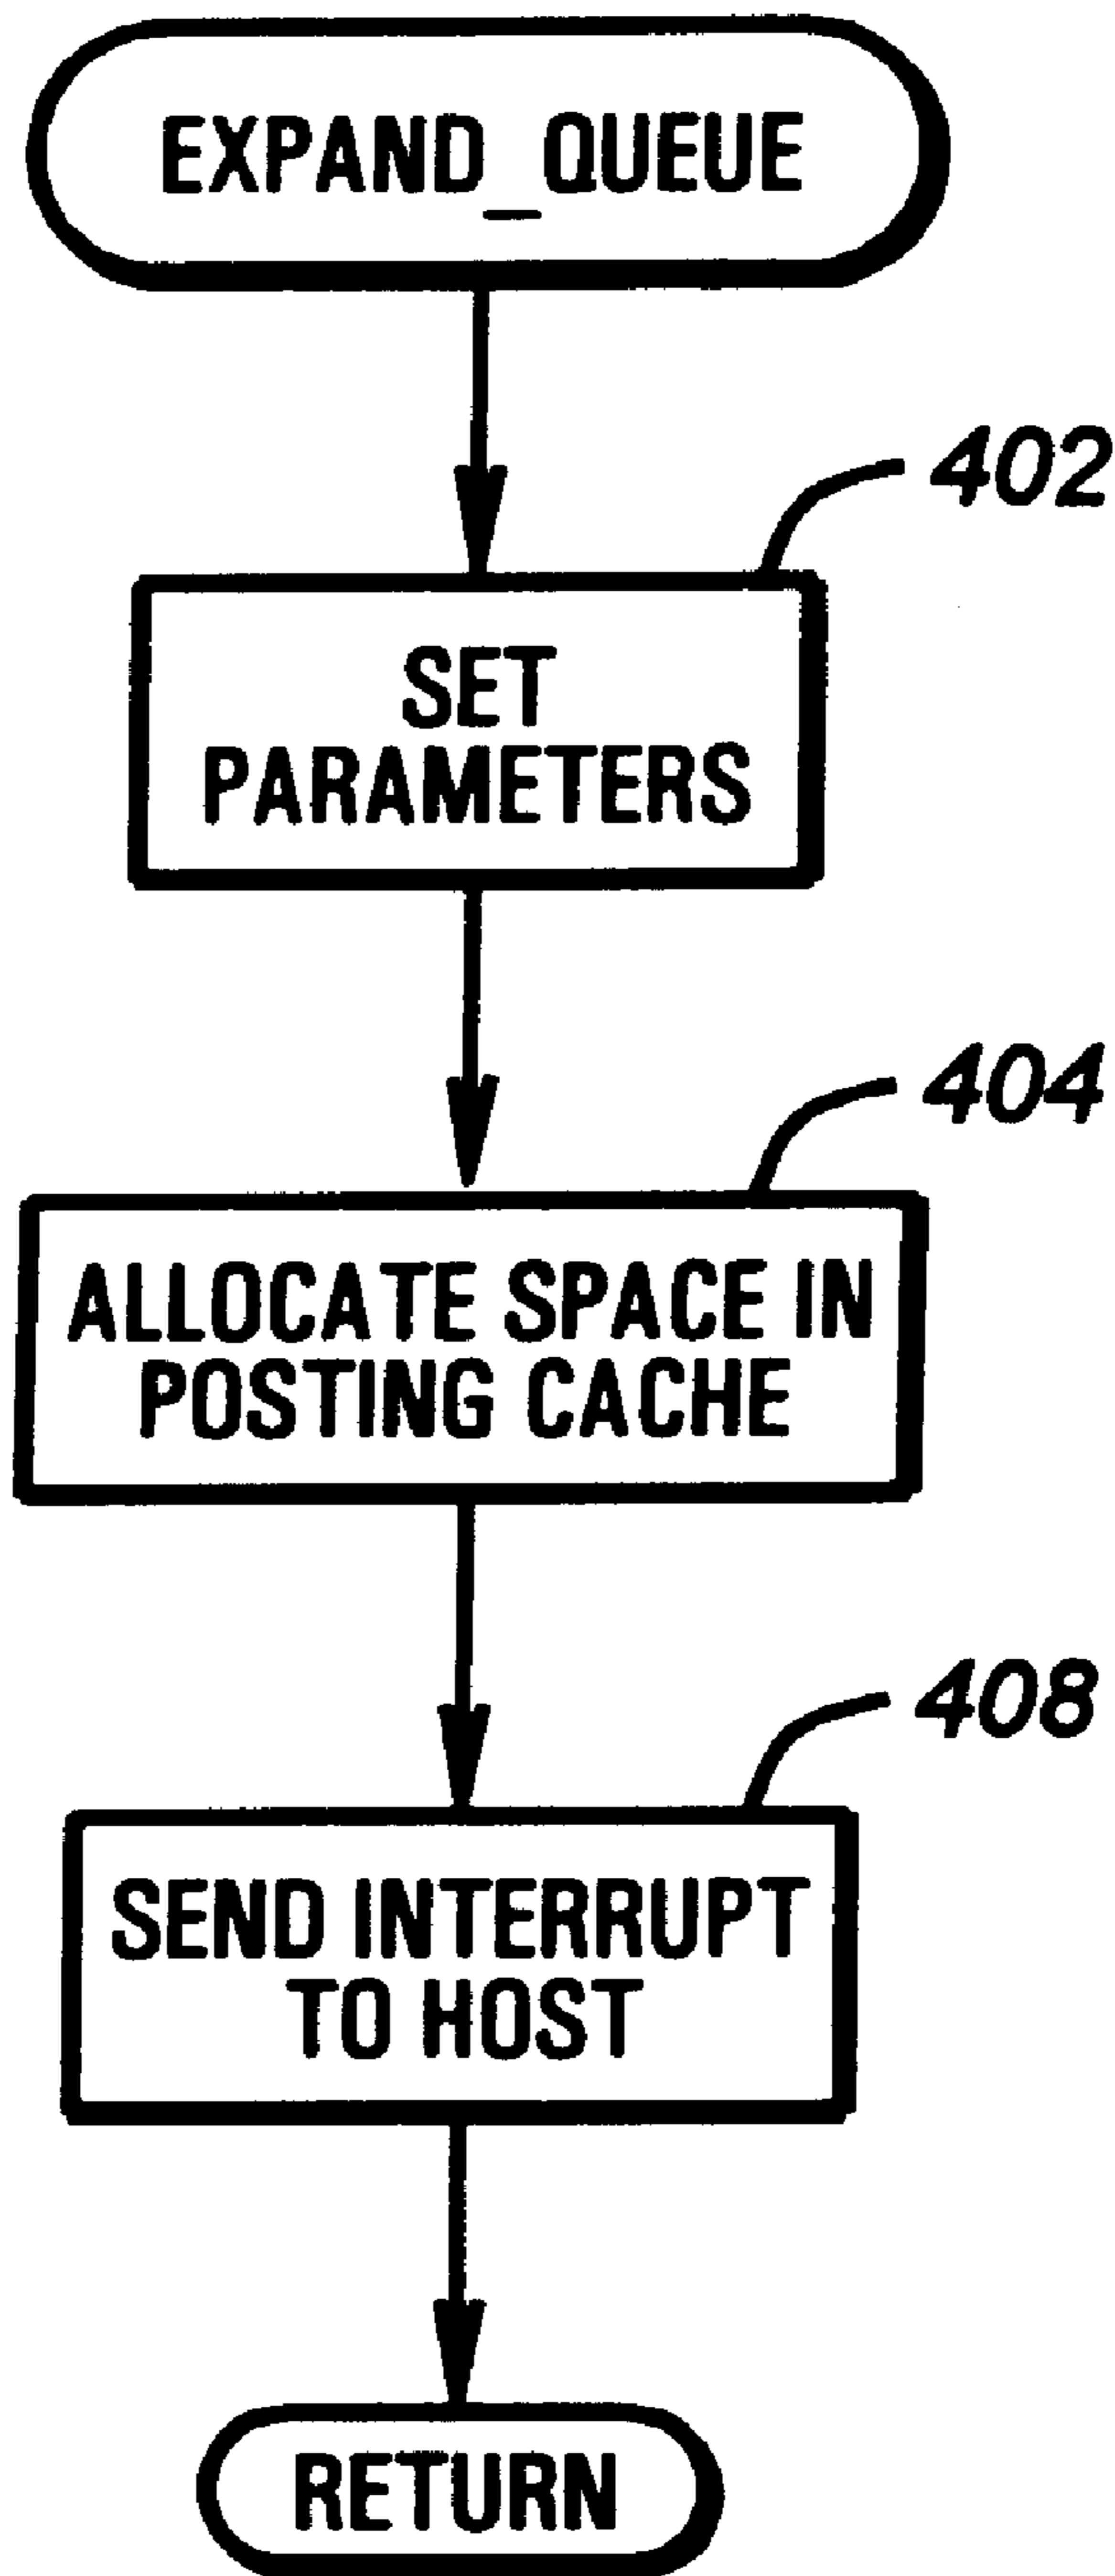 EXPAND_QUEUE
402
SET
PARAMETERS
404
ALLOCATE SPACE IN
POSTING CACHE
408
SEND INTERRUPT
TO HOST
RETURN